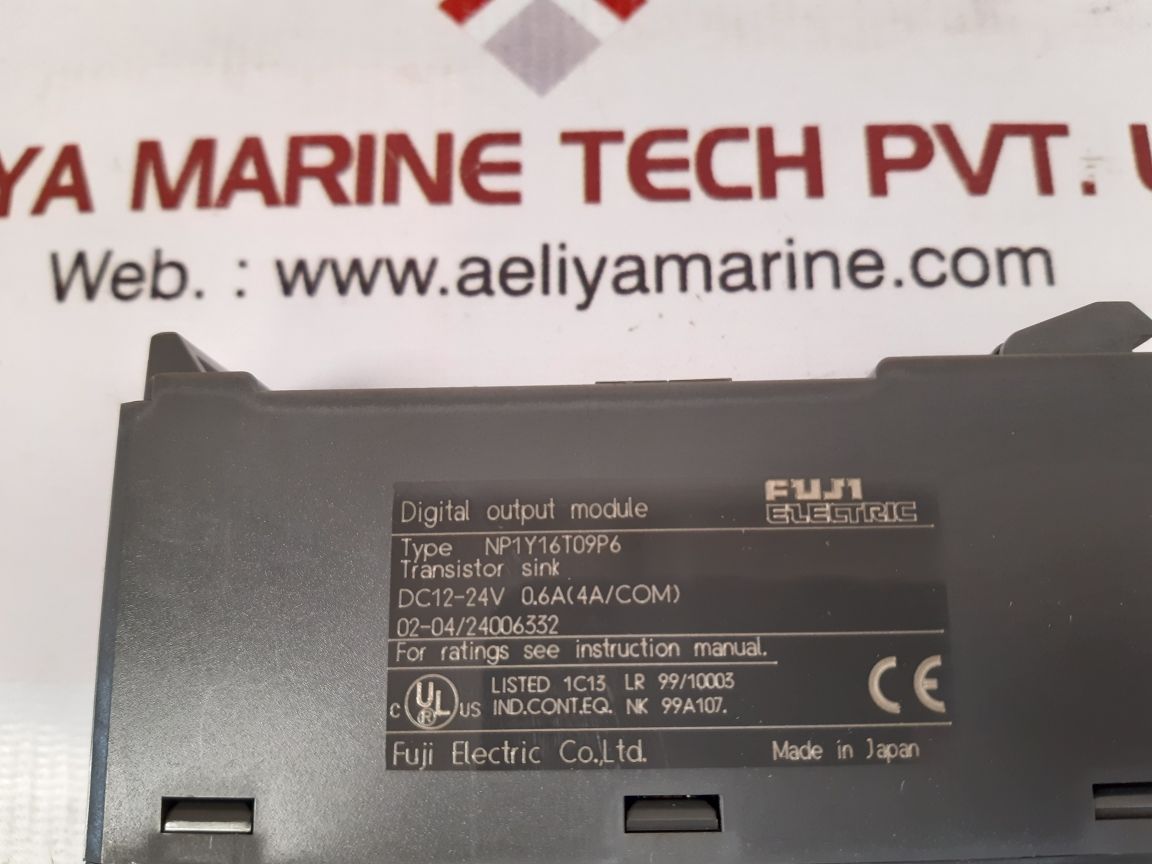 YA MARINE TECH PVT.
Web. : www.aeliyamarine.com
Digital output module
FUJI
ELECTRIC
Type NP1Y16T09P6
Transistor sink
DC12-24V 0.6A(4A/COM)
02-04/24006332
For ratings see instruction manual.
C UL ® US
LISTED 1C13 LR 99/10003
IND.CONT.EQ. NK 99A107.
CE
Fuji Electric Co.,Ltd.
Made in Japan